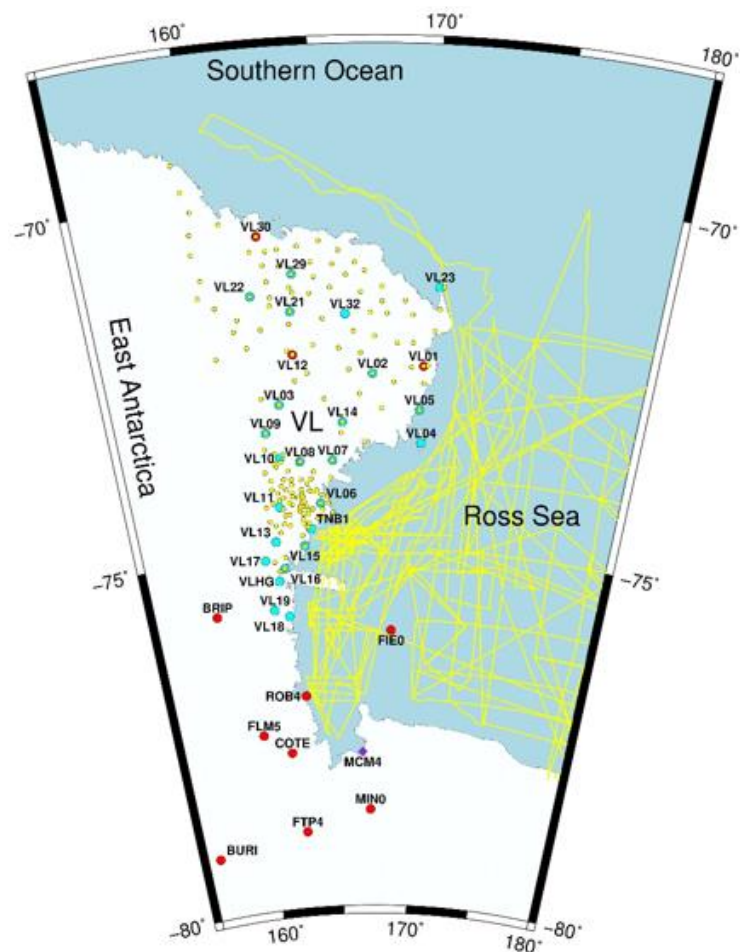 160°
170°
180°
Southern Ocean
-70°
-70°
VL30
VL29
VL23
VL22
VL21
VL32
East Antarctica
VL12
VL02
VL01
VL03
VL05
VL14
VL09
VL
VL04
VL10
VL08
VL07
VL11
VL06
TNB1
Ross Sea
VL13
VL15
VL17
VL16
-75°
-75°
VLHG
VL19
BRIP
VL18
FIE0
ROB4
FLM5
COTE
MCM4
MIN0
FTP4
BURI
-80°
160°
170°
180°
-80°